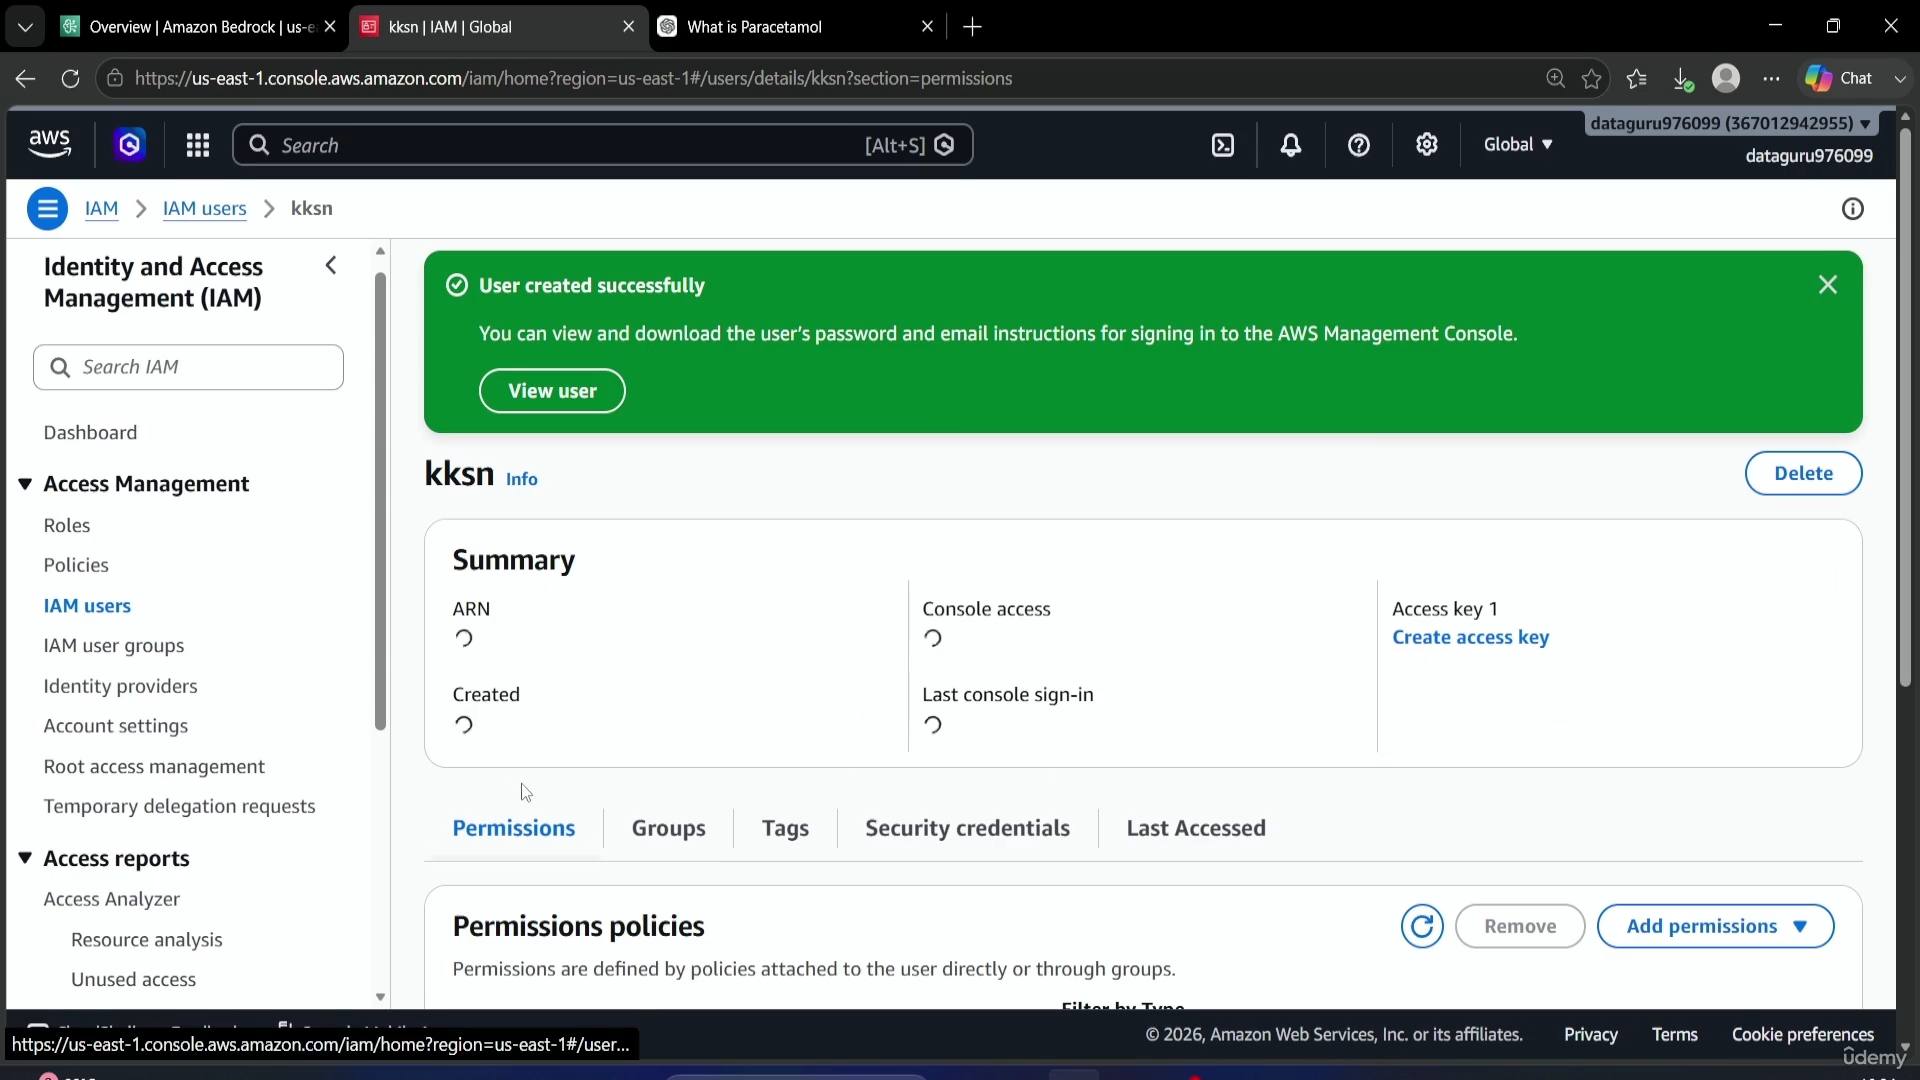 Overview | Amazon Bedrock | us-e
kksn | IAM | Global
What is Paracetamol
https://us-east-1.console.aws.amazon.com/iam/home?region=us-east-1#/users/details/kksn?section=permissions
Chat
aws
Search
[Alt+S]
Global
dataguru976099 (367012942955)
dataguru976099
IAM
IAM users
kksn
Identity and Access
Management (IAM)
Search IAM
Dashboard
Access Management
Roles
Policies
IAM users
IAM user groups
Identity providers
Account settings
Root access management
Temporary delegation requests
Access reports
Access Analyzer
Resource analysis
Unused access
User created successfully
You can view and download the user's password and email instructions for signing in to the AWS Management Console.
View user
kksn Info
Delete
Summary
ARN
Console access
Access key 1
Create access key
Created
Last console sign-in
Permissions
Groups
Tags
Security credentials
Last Accessed
Permissions policies
Remove
Add permissions
Permissions are defined by policies attached to the user directly or through groups.
Filter by Type
https://us-east-1.console.aws.amazon.com/iam/home?region=us-east-1#/user...
© 2026, Amazon Web Services, Inc. or its affiliates.
Privacy
Terms
Cookie preferences
udemy